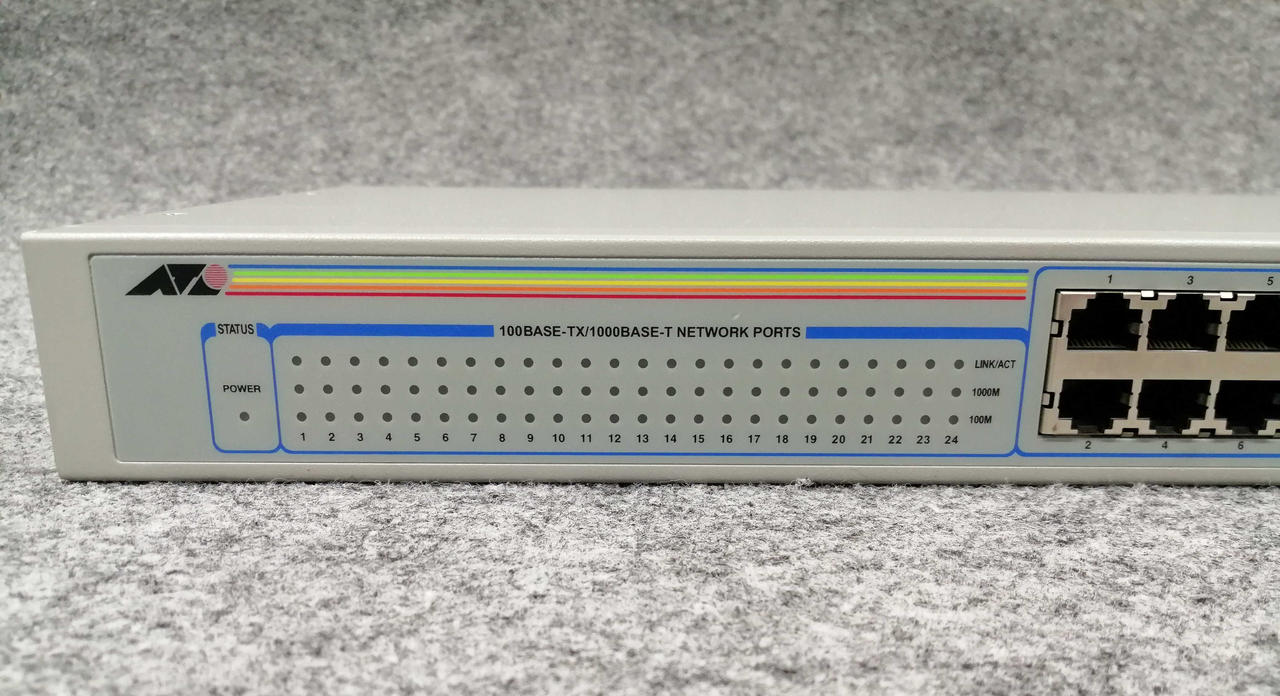 ATI
1 3 5
STATUS
100BASE-TX/1000BASE-T NETWORK PORTS
LINK/ACT
POWER
1000M
100M
1 2 3 4 5 6 7 8 9 10 11 12 13 14 15 16 17 18 19 20 21 22 23 24
2 4 6